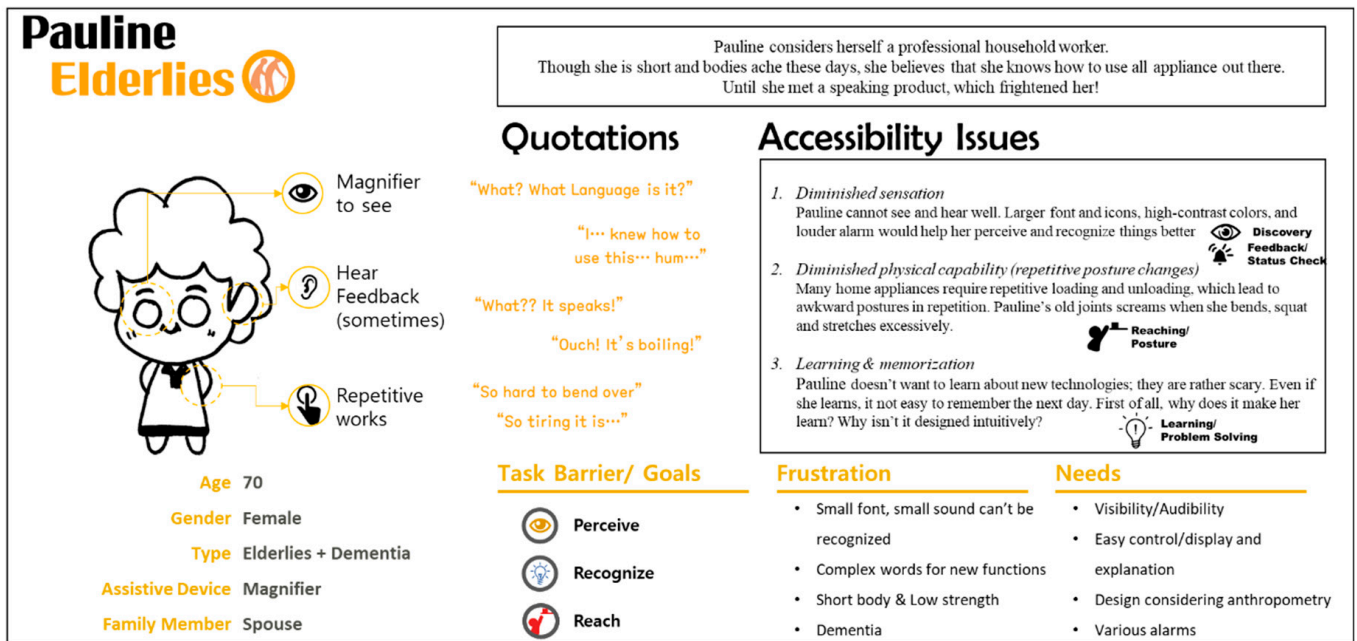 Pauline
Elderlies
Pauline considers herself a professional household worker.
Though she is short and bodies ache these days, she believes that she knows how to use all appliance out there.
Until she met a speaking product, which frightened her!
Magnifier
to see
Hear
Feedback
(sometimes)
Repetitive
works
Age 70
Gender Female
Type Elderlies + Dementia
Assistive Device Magnifier
Family Member Spouse
Quotations
“What? What Language is it?”
“I… knew how to
use this… hum…”
“What?? It speaks!”
“Ouch! It's boiling!”
“So hard to bend over”
“So tiring it is…”
Accessibility Issues
1. Diminished sensation
Pauline cannot see and hear well. Larger font and icons, high-contrast colors, and
louder alarm would help her perceive and recognize things better
Discovery
Feedback/
Status Check
2. Diminished physical capability (repetitive posture changes)
Many home appliances require repetitive loading and unloading, which lead to
awkward postures in repetition. Pauline’s old joints screams when she bends, squat
and stretches excessively.
Reaching/
Posture
3. Learning & memorization
Pauline doesn’t want to learn about new technologies; they are rather scary. Even if
she learns, it not easy to remember the next day. First of all, why does it make her
learn? Why isn’t it designed intuitively?
Learning/
Problem Solving
Task Barrier/ Goals
Perceive
Recognize
Reach
Frustration
• Small font, small sound can’t be
recognized
• Complex words for new functions
• Short body & Low strength
• Dementia
Needs
• Visibility/Audibility
• Easy control/display and
explanation
• Design considering anthropometry
• Various alarms